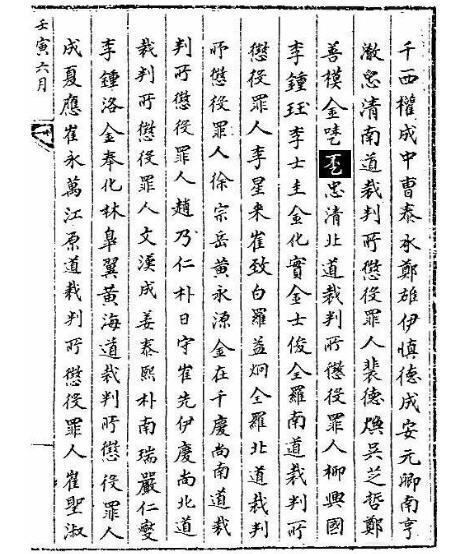 千西權成中曹泰永鄭雄伊慎德成安元卿南亨
澈忠清南道裁判所懲役罪人裴德煥吳芝哲鄭
善模金忠清北道裁判所懲役罪人柳興國
李鍾珏李士圭金化實金士俊全羅南道裁判所
懲役罪人李星來崔致白羅益炯全羅北道裁判
所懲役罪人徐宗岳黃永源金在千慶尚南道裁
判所懲役罪人趙乃仁朴日守崔先伊慶尚北道
裁判所懲役罪人文漢成姜泰熙朴南瑞嚴仁燮
李鍾洛金奉化林皐翼黃海道裁判所懲役罪人
成夏應崔永萬江原道裁判所懲役罪人崔聖淑
壬寅六月